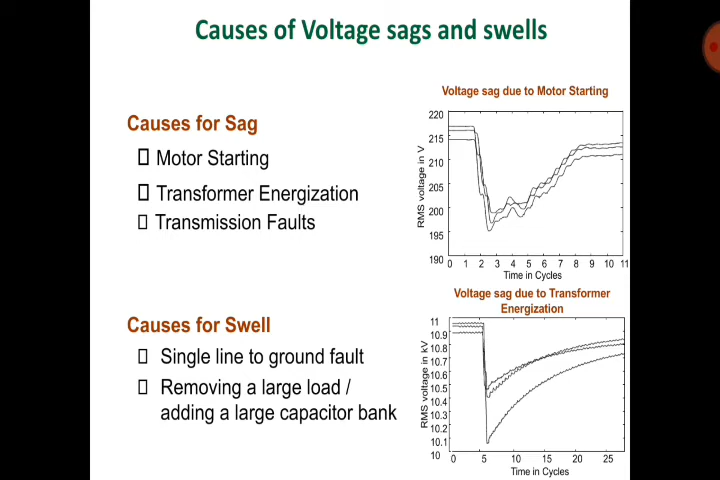 Causes of Voltage sags and swells
Voltage sag due to Motor Starting
Causes for Sag
Motor Starting
Transformer Energization
Transmission Faults
RMS voltage in V
220
215
210
205
200
195
190
0 1 2 3 4 5 6 7 8 9 10 11
Time in Cycles
Voltage sag due to Transformer
Energization
Causes for Swell
Single line to ground fault
Removing a large load /
adding a large capacitor bank
RMS voltage in kV
11
10.9
10.8
10.7
10.6
10.5
10.4
10.3
10.2
10.1
10
0 5 10 15 20 25
Time in Cycles